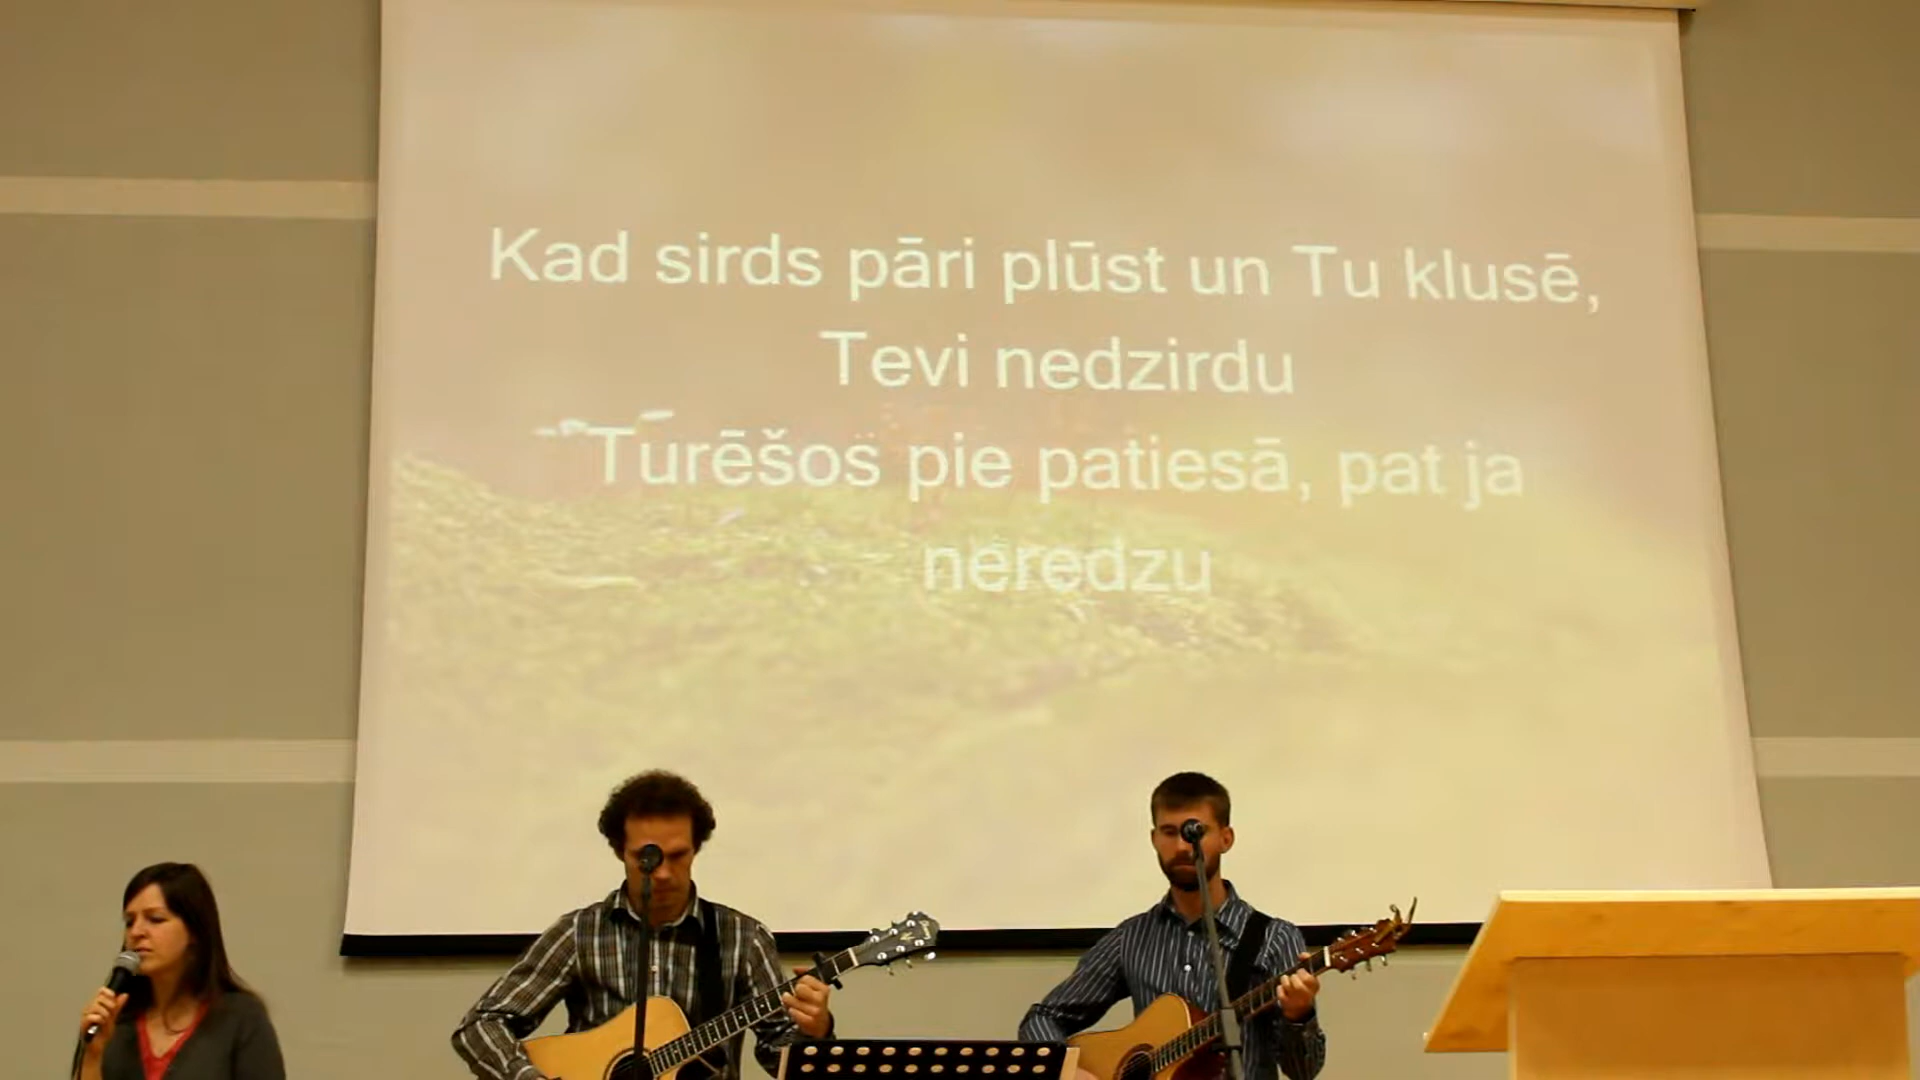 Kad sirds pāri plūst un Tu klusē,
Tevi nedzirdu
Turēšos pie patiesā, pat ja
neredzu